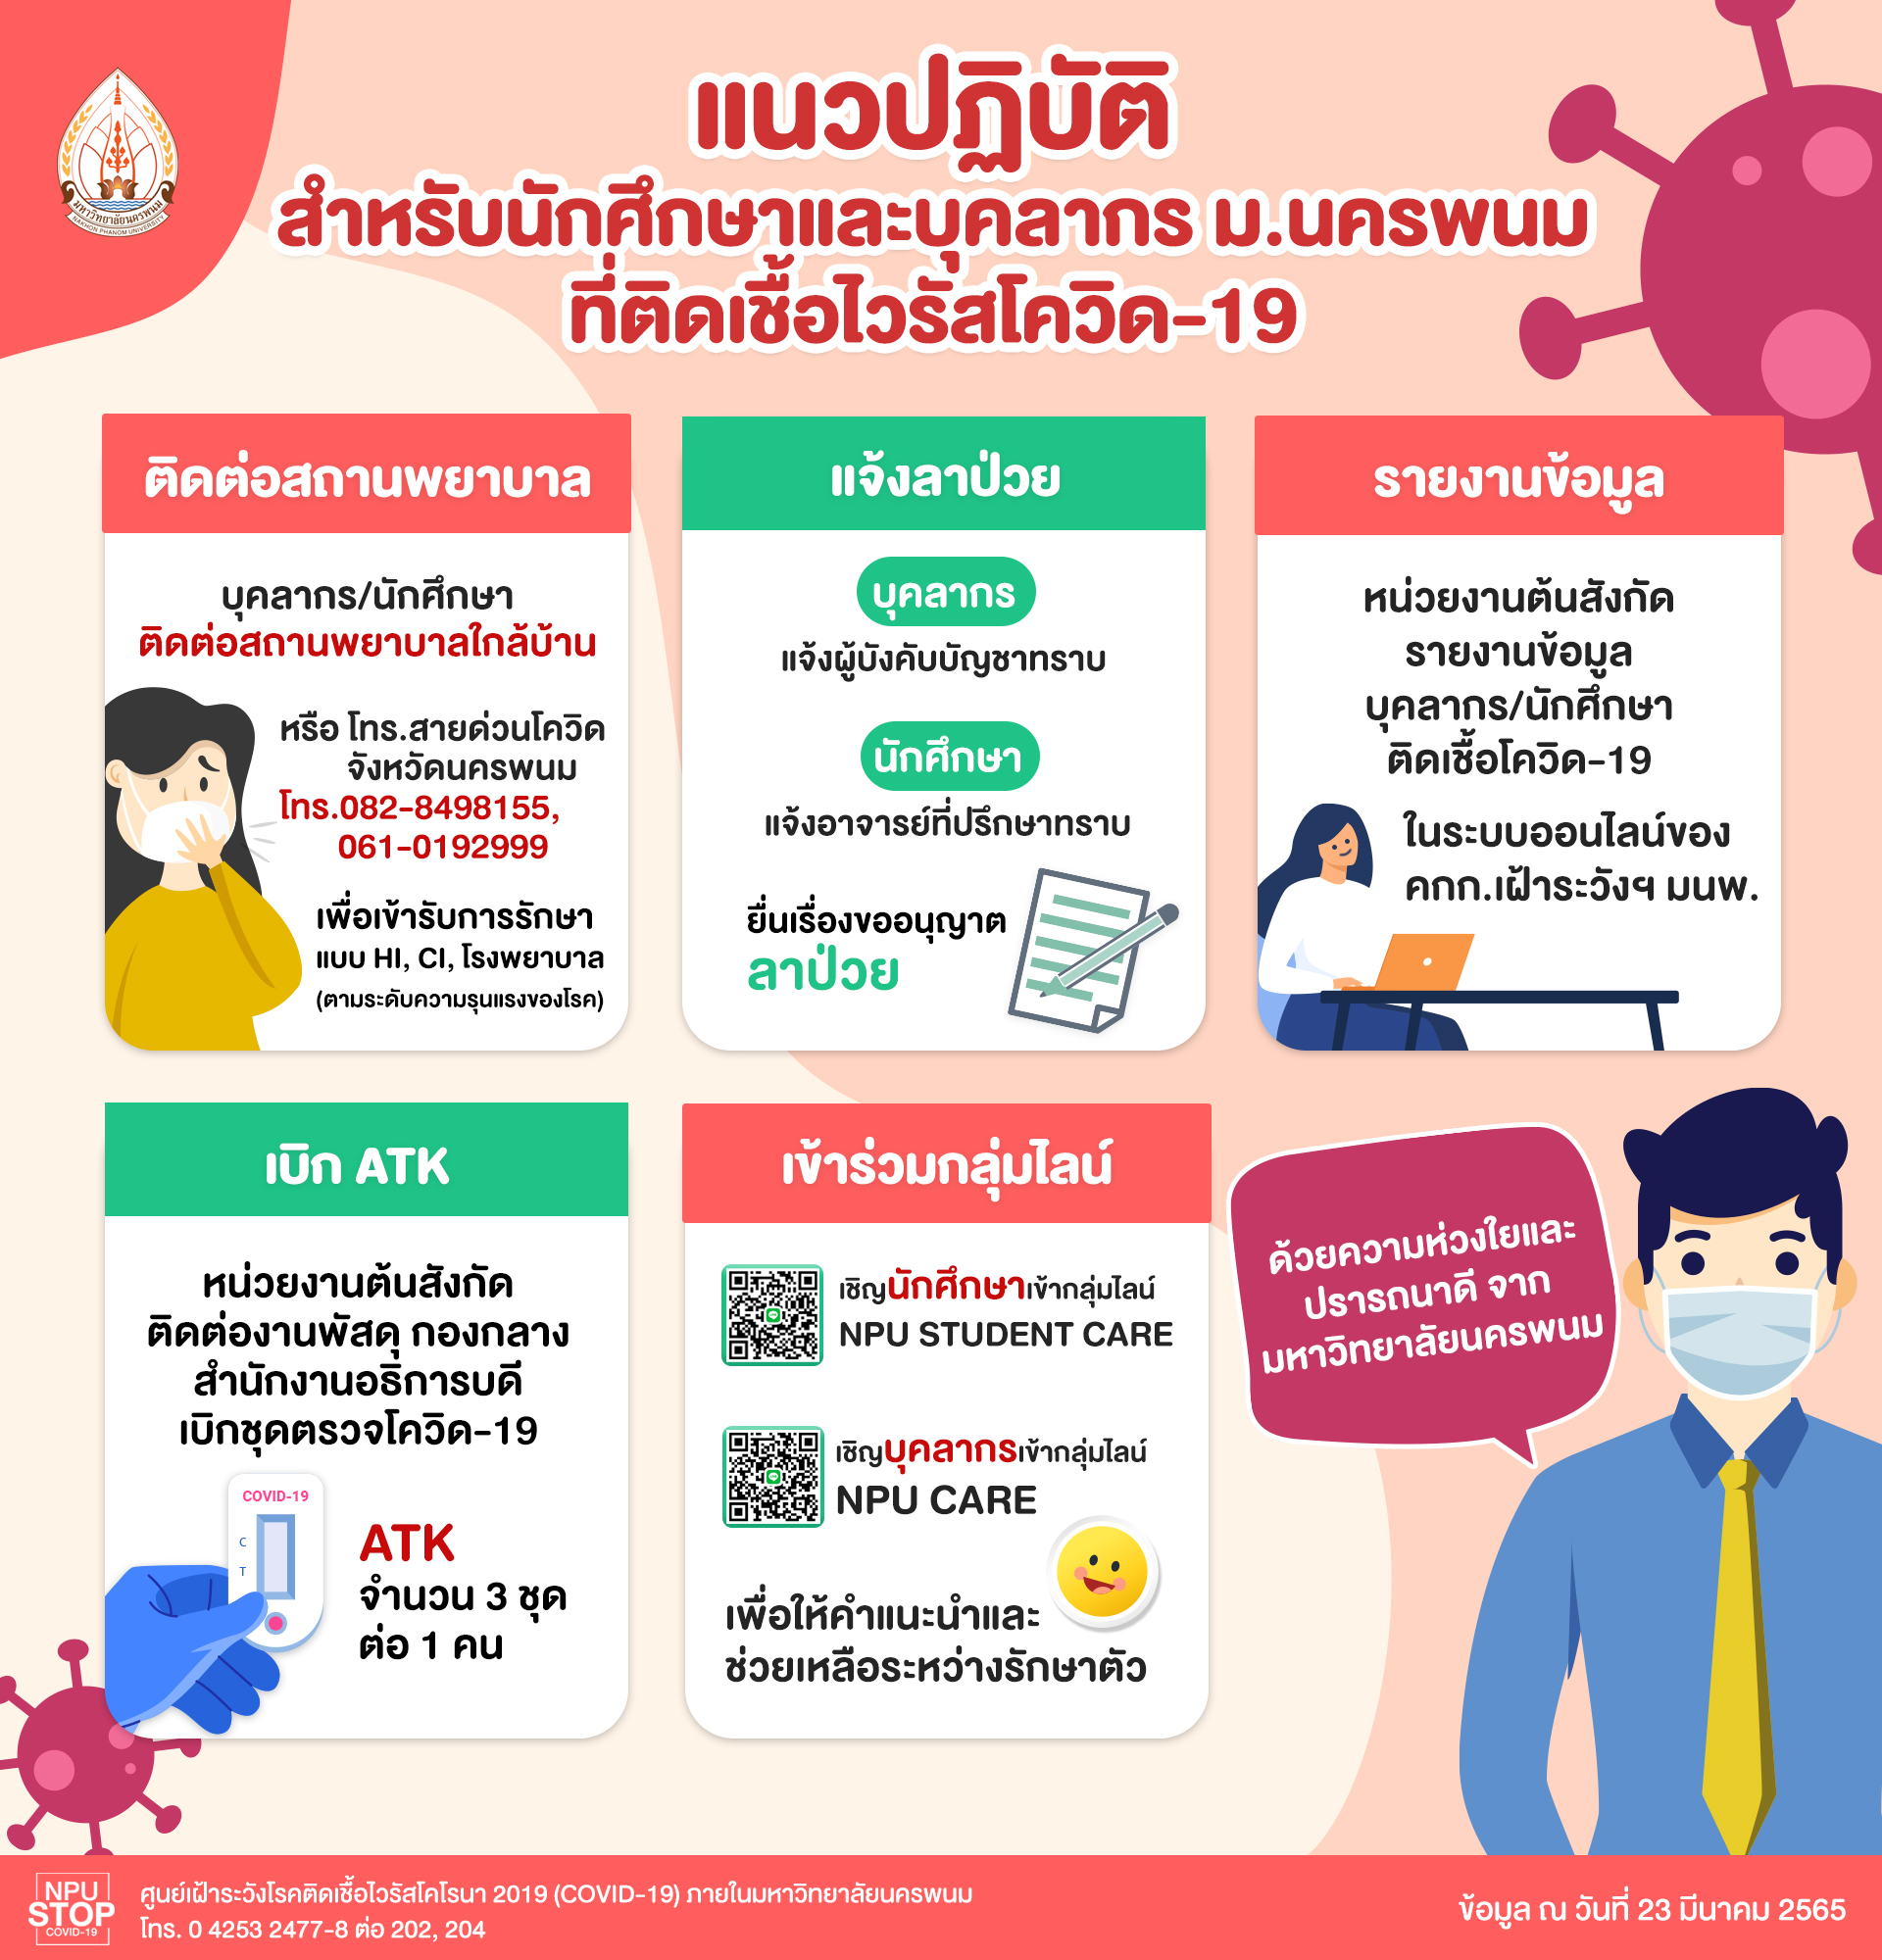 มหาวิทยาลัยนครพนม
NAKHON PHANOM UNIVERSITY
แนวปฏิบัติ
สำหรับนักศึกษาและบุคลากร ม.นครพนม
ที่ติดเชื้อไวรัสโควิด-19
ติดต่อสถานพยาบาล
บุคลากร/นักศึกษา
ติดต่อสถานพยาบาลใกล้บ้าน
หรือ โทร.สายด่วนโควิด
จังหวัดนครพนม
โทร.082-8498155,
061-0192999
เพื่อเข้ารับการรักษา
แบบ HI, CI, โรงพยาบาล
(ตามระดับความรุนแรงของโรค)
แจ้งลาป่วย
บุคลากร
แจ้งผู้บังคับบัญชาทราบ
นักศึกษา
แจ้งอาจารย์ที่ปรึกษาทราบ
ยื่นเรื่องขออนุญาต
ลาป่วย
รายงานข้อมูล
หน่วยงานต้นสังกัด
รายงานข้อมูล
บุคลากร/นักศึกษา
ติดเชื้อโควิด-19
ในระบบออนไลน์ของ
คกก.เฝ้าระวังฯ มนพ.
เบิก ATK
หน่วยงานต้นสังกัด
ติดต่องานพัสดุ กองกลาง
สำนักงานอธิการบดี
เบิกชุดตรวจโควิด-19
COVID-19
C
T
ATK
จำนวน 3 ชุด
ต่อ 1 คน
เข้าร่วมกลุ่มไลน์
เชิญนักศึกษาเข้ากลุ่มไลน์
NPU STUDENT CARE
เชิญบุคลากรเข้ากลุ่มไลน์
NPU CARE
เพื่อให้คำแนะนำและ
ช่วยเหลือระหว่างรักษาตัว
ด้วยความห่วงใยและ
ปรารถนาดี จาก
มหาวิทยาลัยนครพนม
NPU
STOP
COVID-19
ศูนย์เฝ้าระวังโรคติดเชื้อไวรัสโคโรนา 2019 (COVID-19) ภายในมหาวิทยาลัยนครพนม
โทร. 0 4253 2477-8 ต่อ 202, 204
ข้อมูล ณ วันที่ 23 มีนาคม 2565